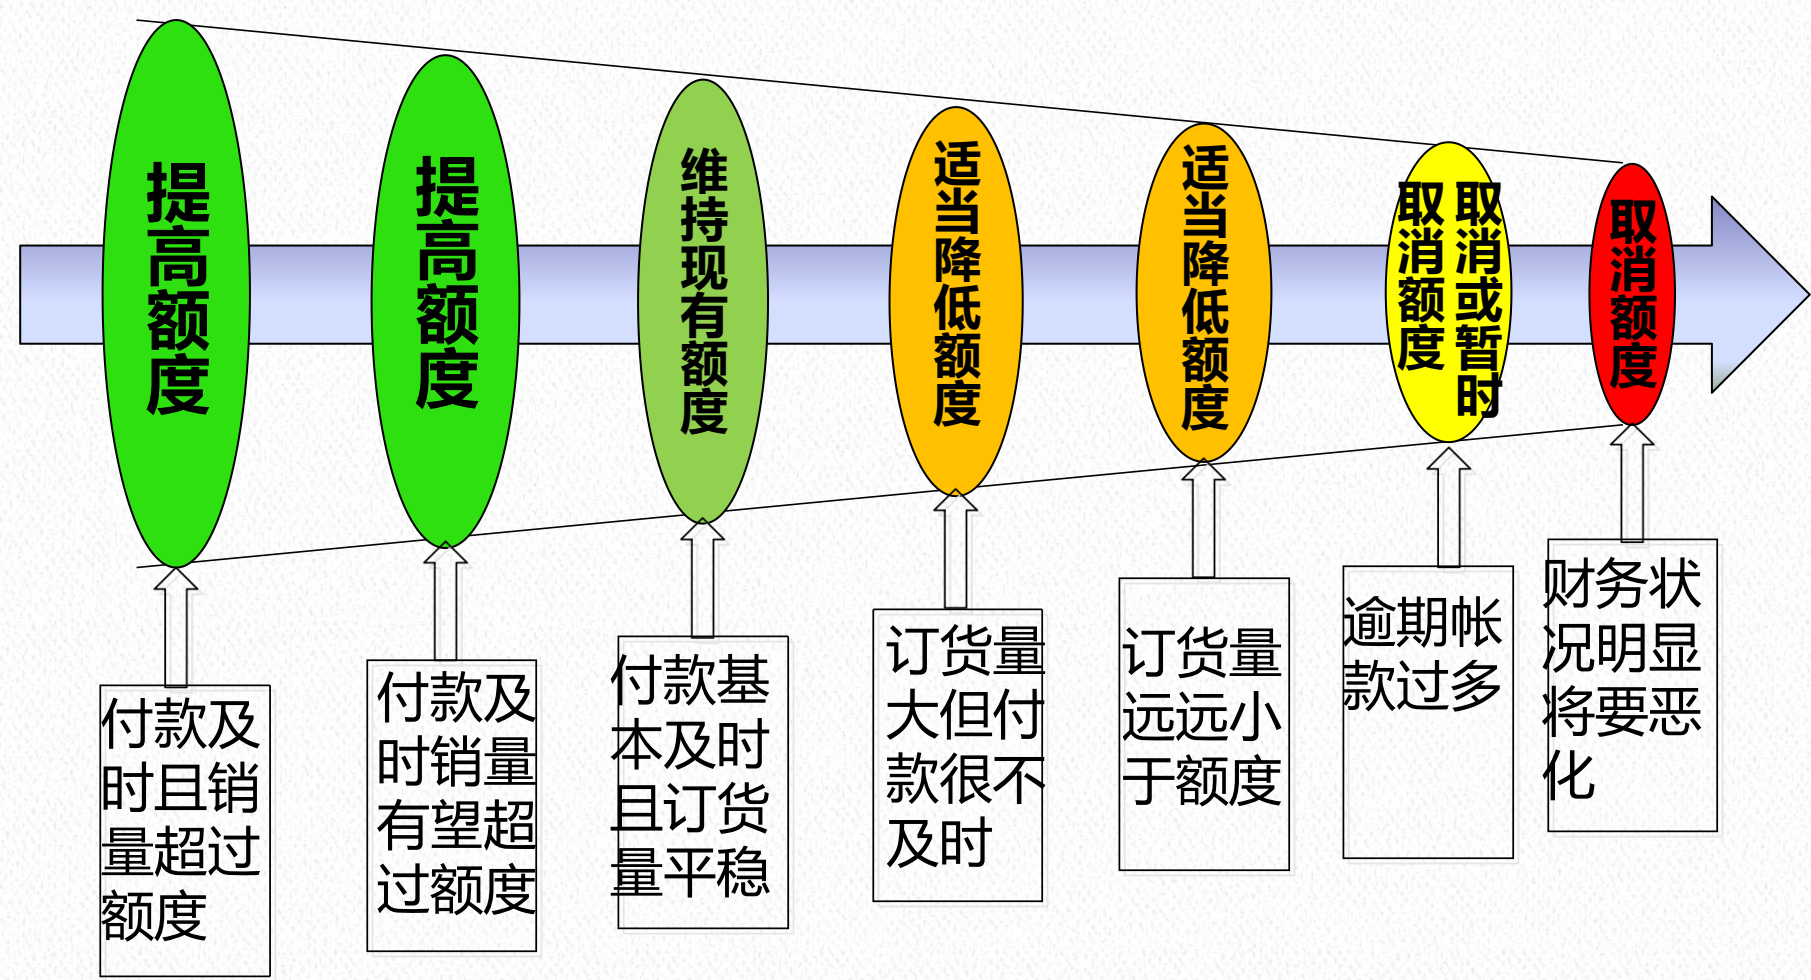 提高额度
提高额度
维持现有额度
适当降低额度
适当降低额度
取消或暂时
取消额度
取消额度
付款及
时且销
量超过
额度
付款及
时销量
有望超
过额度
付款基
本及时
且订货
量平稳
订货量
大但付
款很不
及时
订货量
远远小
于额度
逾期帐
款过多
财务状
况明显
将要恶
化